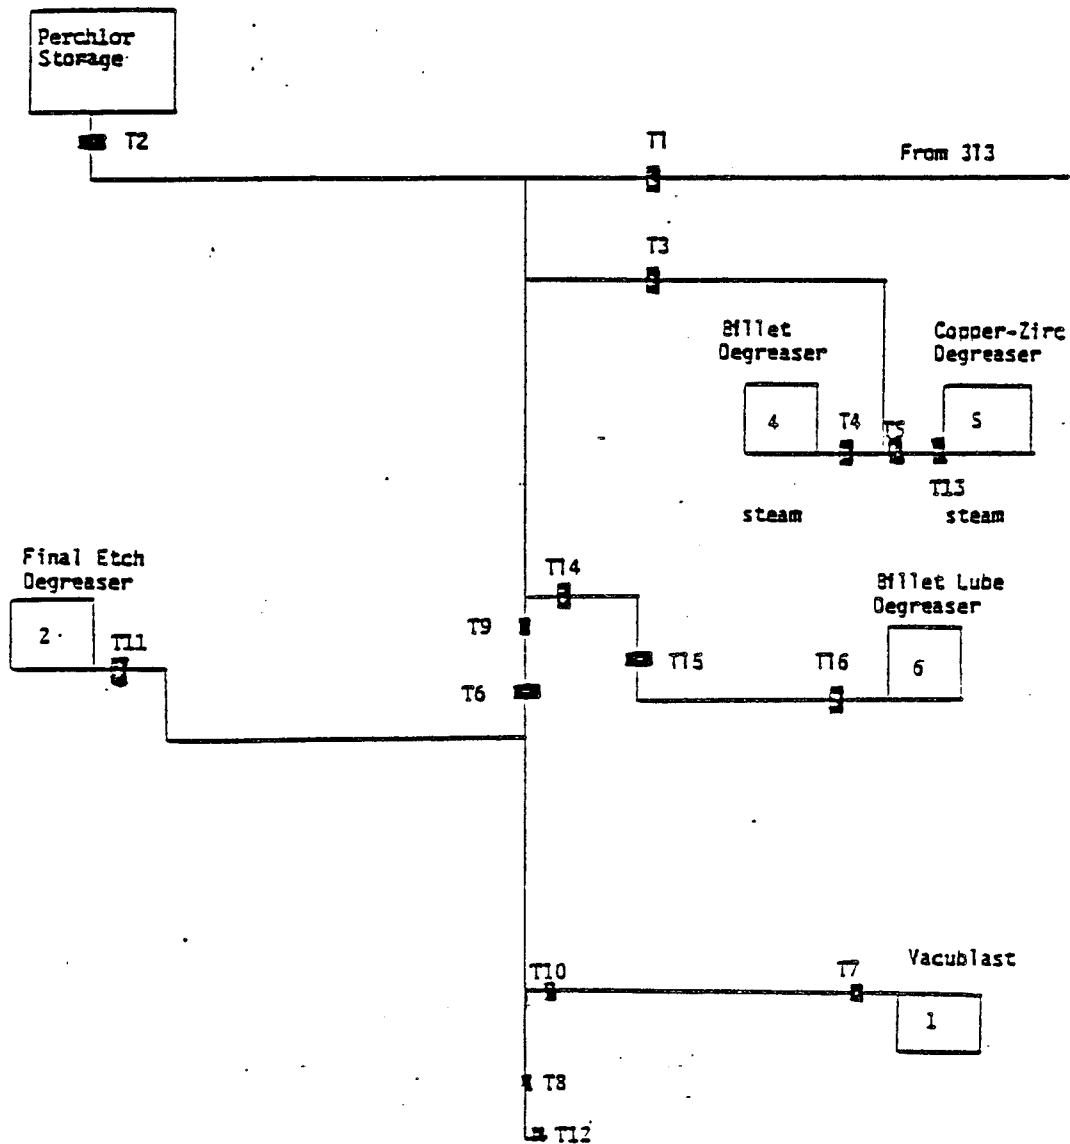 Perchlor
Storage
T2
T1
From 313
T3
Billet
Degreaser
Copper-Zirc
Degreaser
4
T4
T5
5
T13
steam
steam
Final Etch
Degreaser
2
T11
T14
T9
Billet Lube
Degreaser
T15
T16
6
T6
Vacublast
T10
T7
1
T8
T12